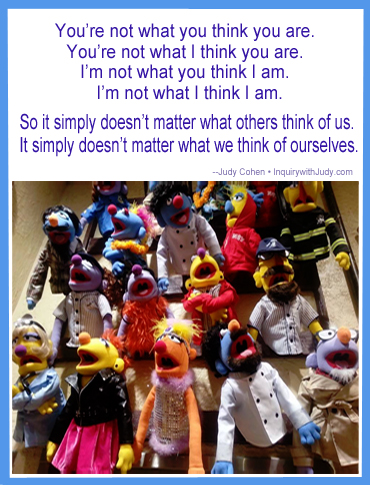 You're not what you think you are.
You're not what I think you are.
I'm not what you think I am.
I'm not what I think I am.
So it simply doesn't matter what others think of us.
It simply doesn't matter what we think of ourselves.
--Judy Cohen • InquirywithJudy.com